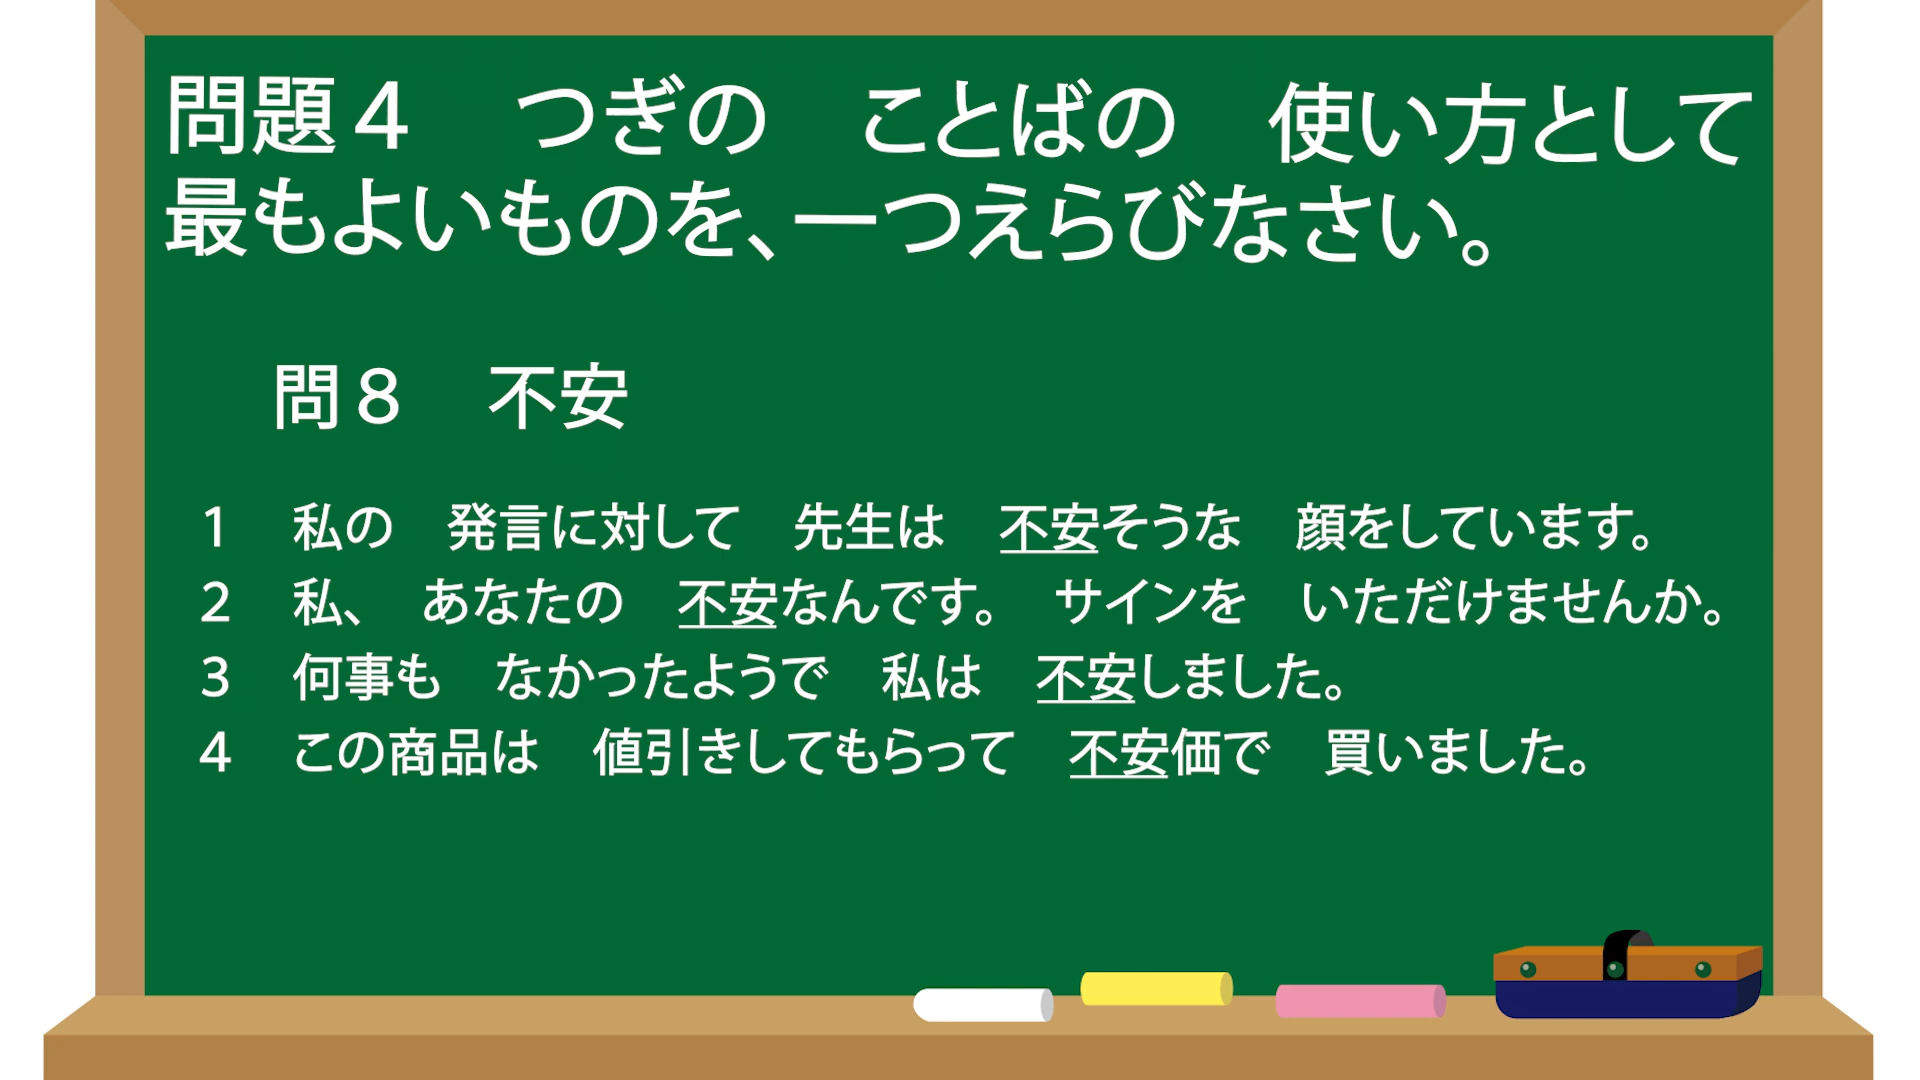 問題４　つぎの　ことばの　使い方として
最もよいものを、一つえらびなさい。
問８　不安
１　私の　発言に対して　先生は　不安そうな　顔をしています。
２　私、　あなたの　不安なんです。　サインを　いただけませんか。
３　何事も　なかったようで　私は　不安しました。
４　この商品は　値引きしてもらって　不安価で　買いました。